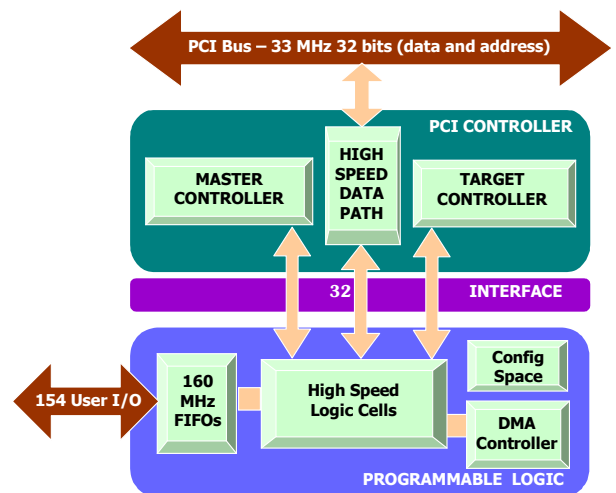 PCI Bus – 33 MHz 32 bits (data and address)
PCI CONTROLLER
MASTER
CONTROLLER
HIGH
SPEED
DATA
PATH
TARGET
CONTROLLER
32
INTERFACE
154 User I/O
160
MHz
FIFOs
High Speed
Logic Cells
Config
Space
DMA
Controller
PROGRAMMABLE LOGIC